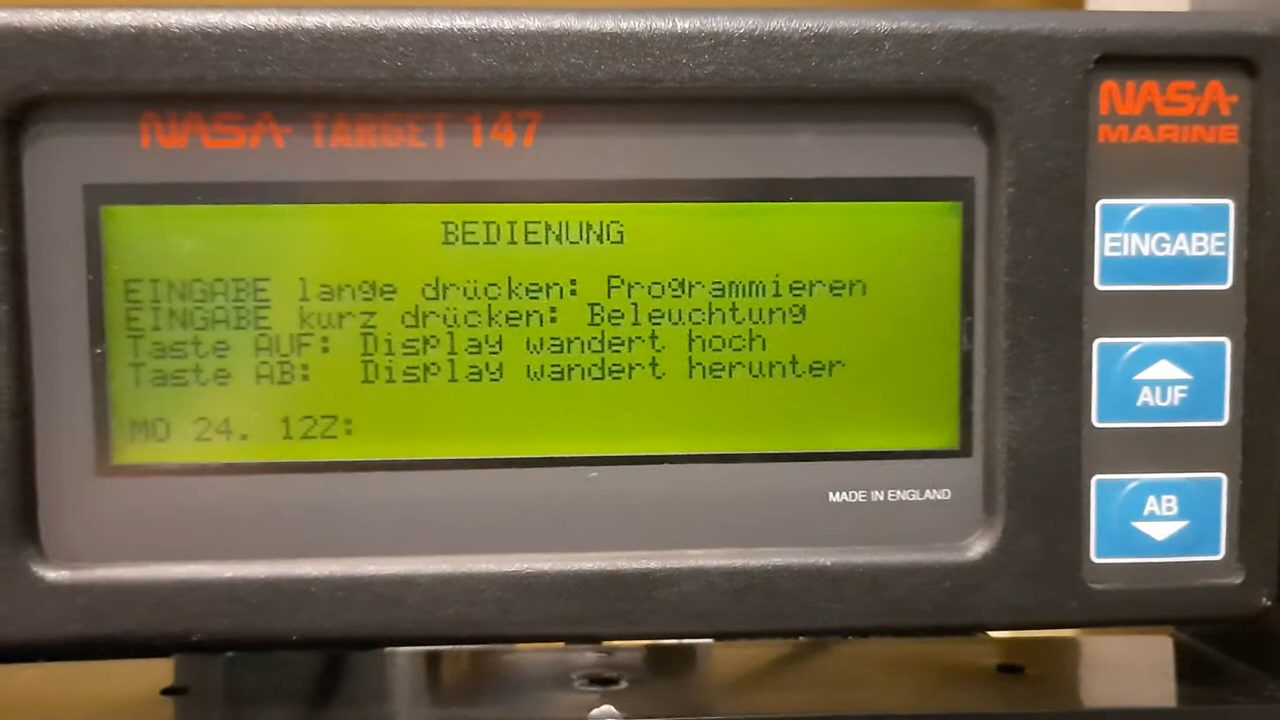 NASA TARGET 147
NASA
MARINE
BEDIENUNG
EINGABE lange drücken: Programmieren
EINGABE kurz drücken: Beleuchtung
Taste AUF: Display wandert hoch
Taste AB: Display wandert herunter
MO 24. 12Z:
EINGABE
AUF
AB
MADE IN ENGLAND